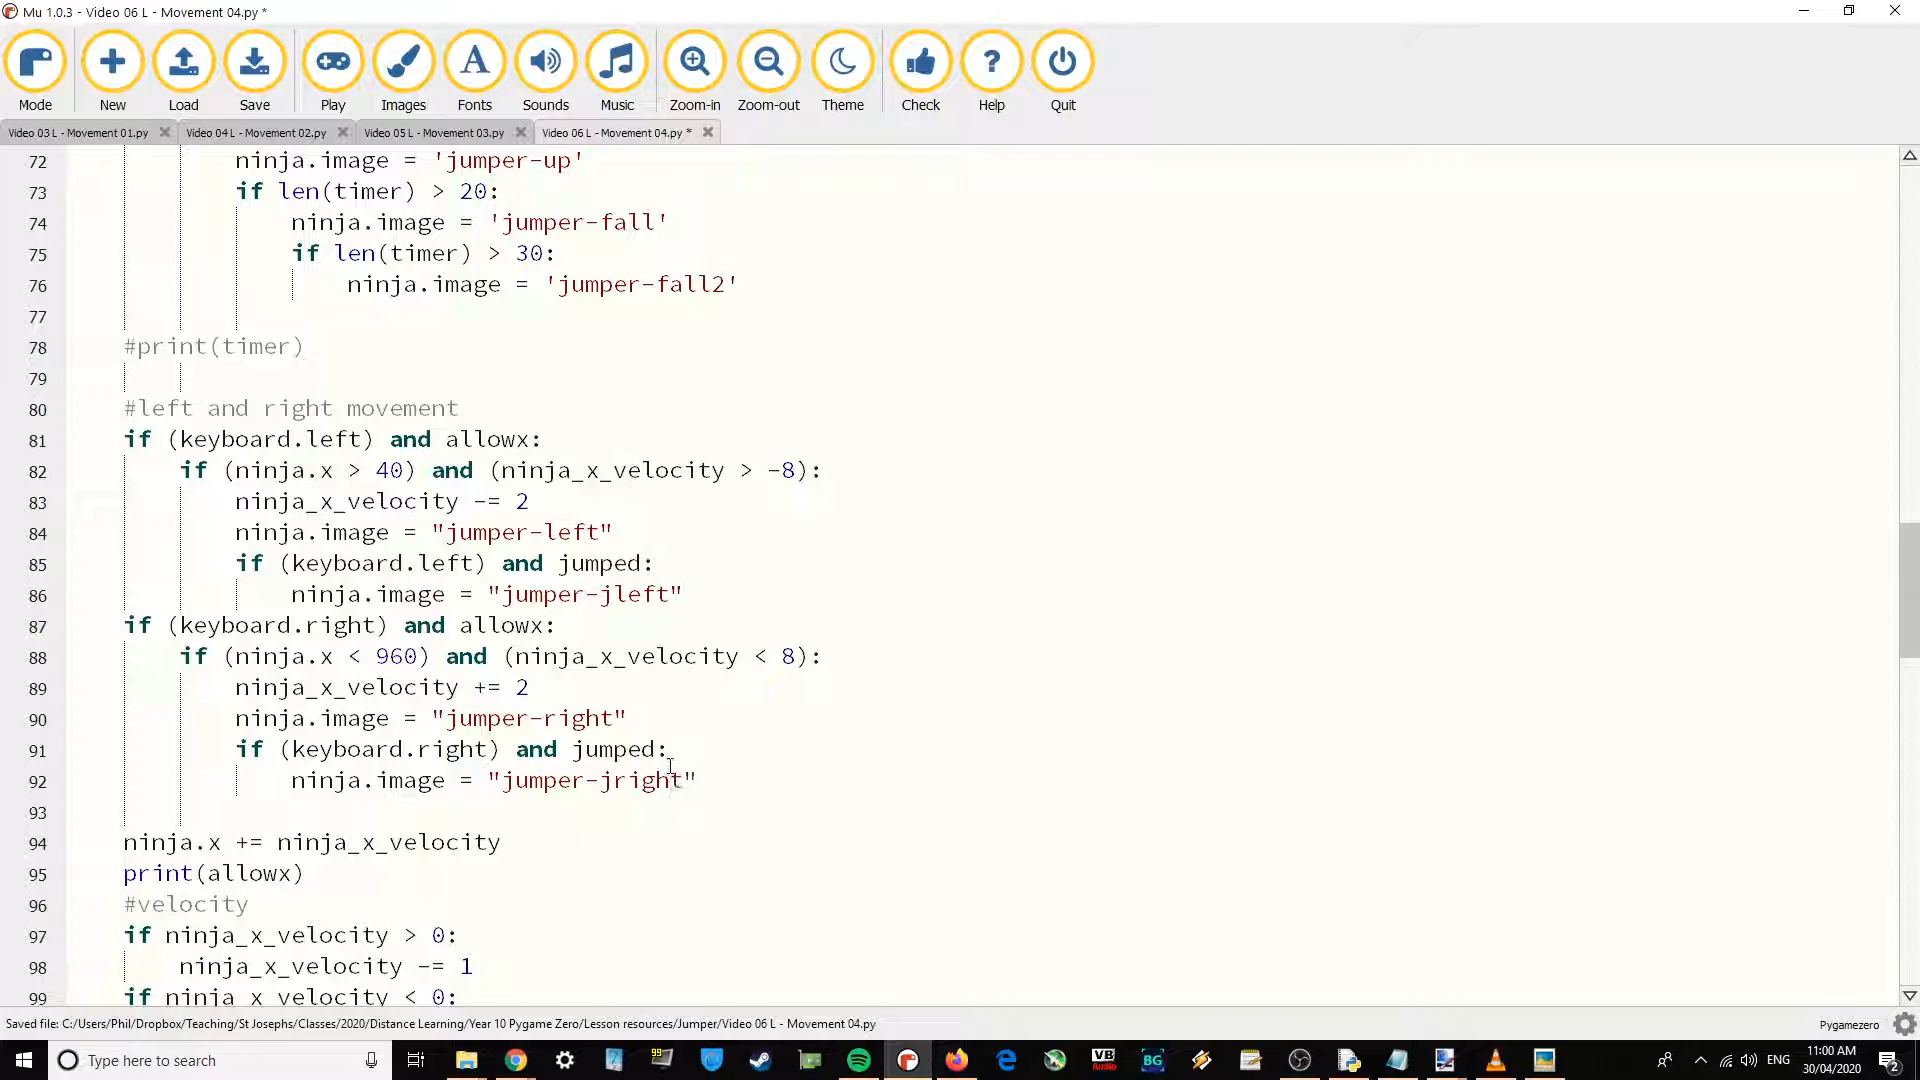 Mu 1.0.3 - Video 06 L - Movement 04.py *
Mode New Load Save Play Images Fonts Sounds Music Zoom-in Zoom-out Theme Check Help Quit
Video 03 L - Movement 01.py Video 04 L - Movement 02.py Video 05 L - Movement 03.py Video 06 L - Movement 04.py *
72 ninja.image = 'jumper-up'
73 if len(timer) > 20:
74 ninja.image = 'jumper-fall'
75 if len(timer) > 30:
76 ninja.image = 'jumper-fall2'
77
78 #print(timer)
79
80 #left and right movement
81 if (keyboard.left) and allowx:
82 if (ninja.x > 40) and (ninja_x_velocity > -8):
83 ninja_x_velocity -= 2
84 ninja.image = "jumper-left"
85 if (keyboard.left) and jumped:
86 ninja.image = "jumper-jleft"
87 if (keyboard.right) and allowx:
88 if (ninja.x < 960) and (ninja_x_velocity < 8):
89 ninja_x_velocity += 2
90 ninja.image = "jumper-right"
91 if (keyboard.right) and jumped:
92 ninja.image = "jumper-jright"
93
94 ninja.x += ninja_x_velocity
95 print(allowx)
96 #velocity
97 if ninja_x_velocity > 0:
98 ninja_x_velocity -= 1
99 if ninja_x_velocity < 0:
Saved file: C:/Users/Phil/Dropbox/Teaching/St Josephs/Classes/2020/Distance Learning/Year 10 Pygame Zero/Lesson resources/Jumper/Video 06 L - Movement 04.py Pygamezero
Type here to search 99 VB Audio BG ENG 11:00 AM
30/04/2020 2